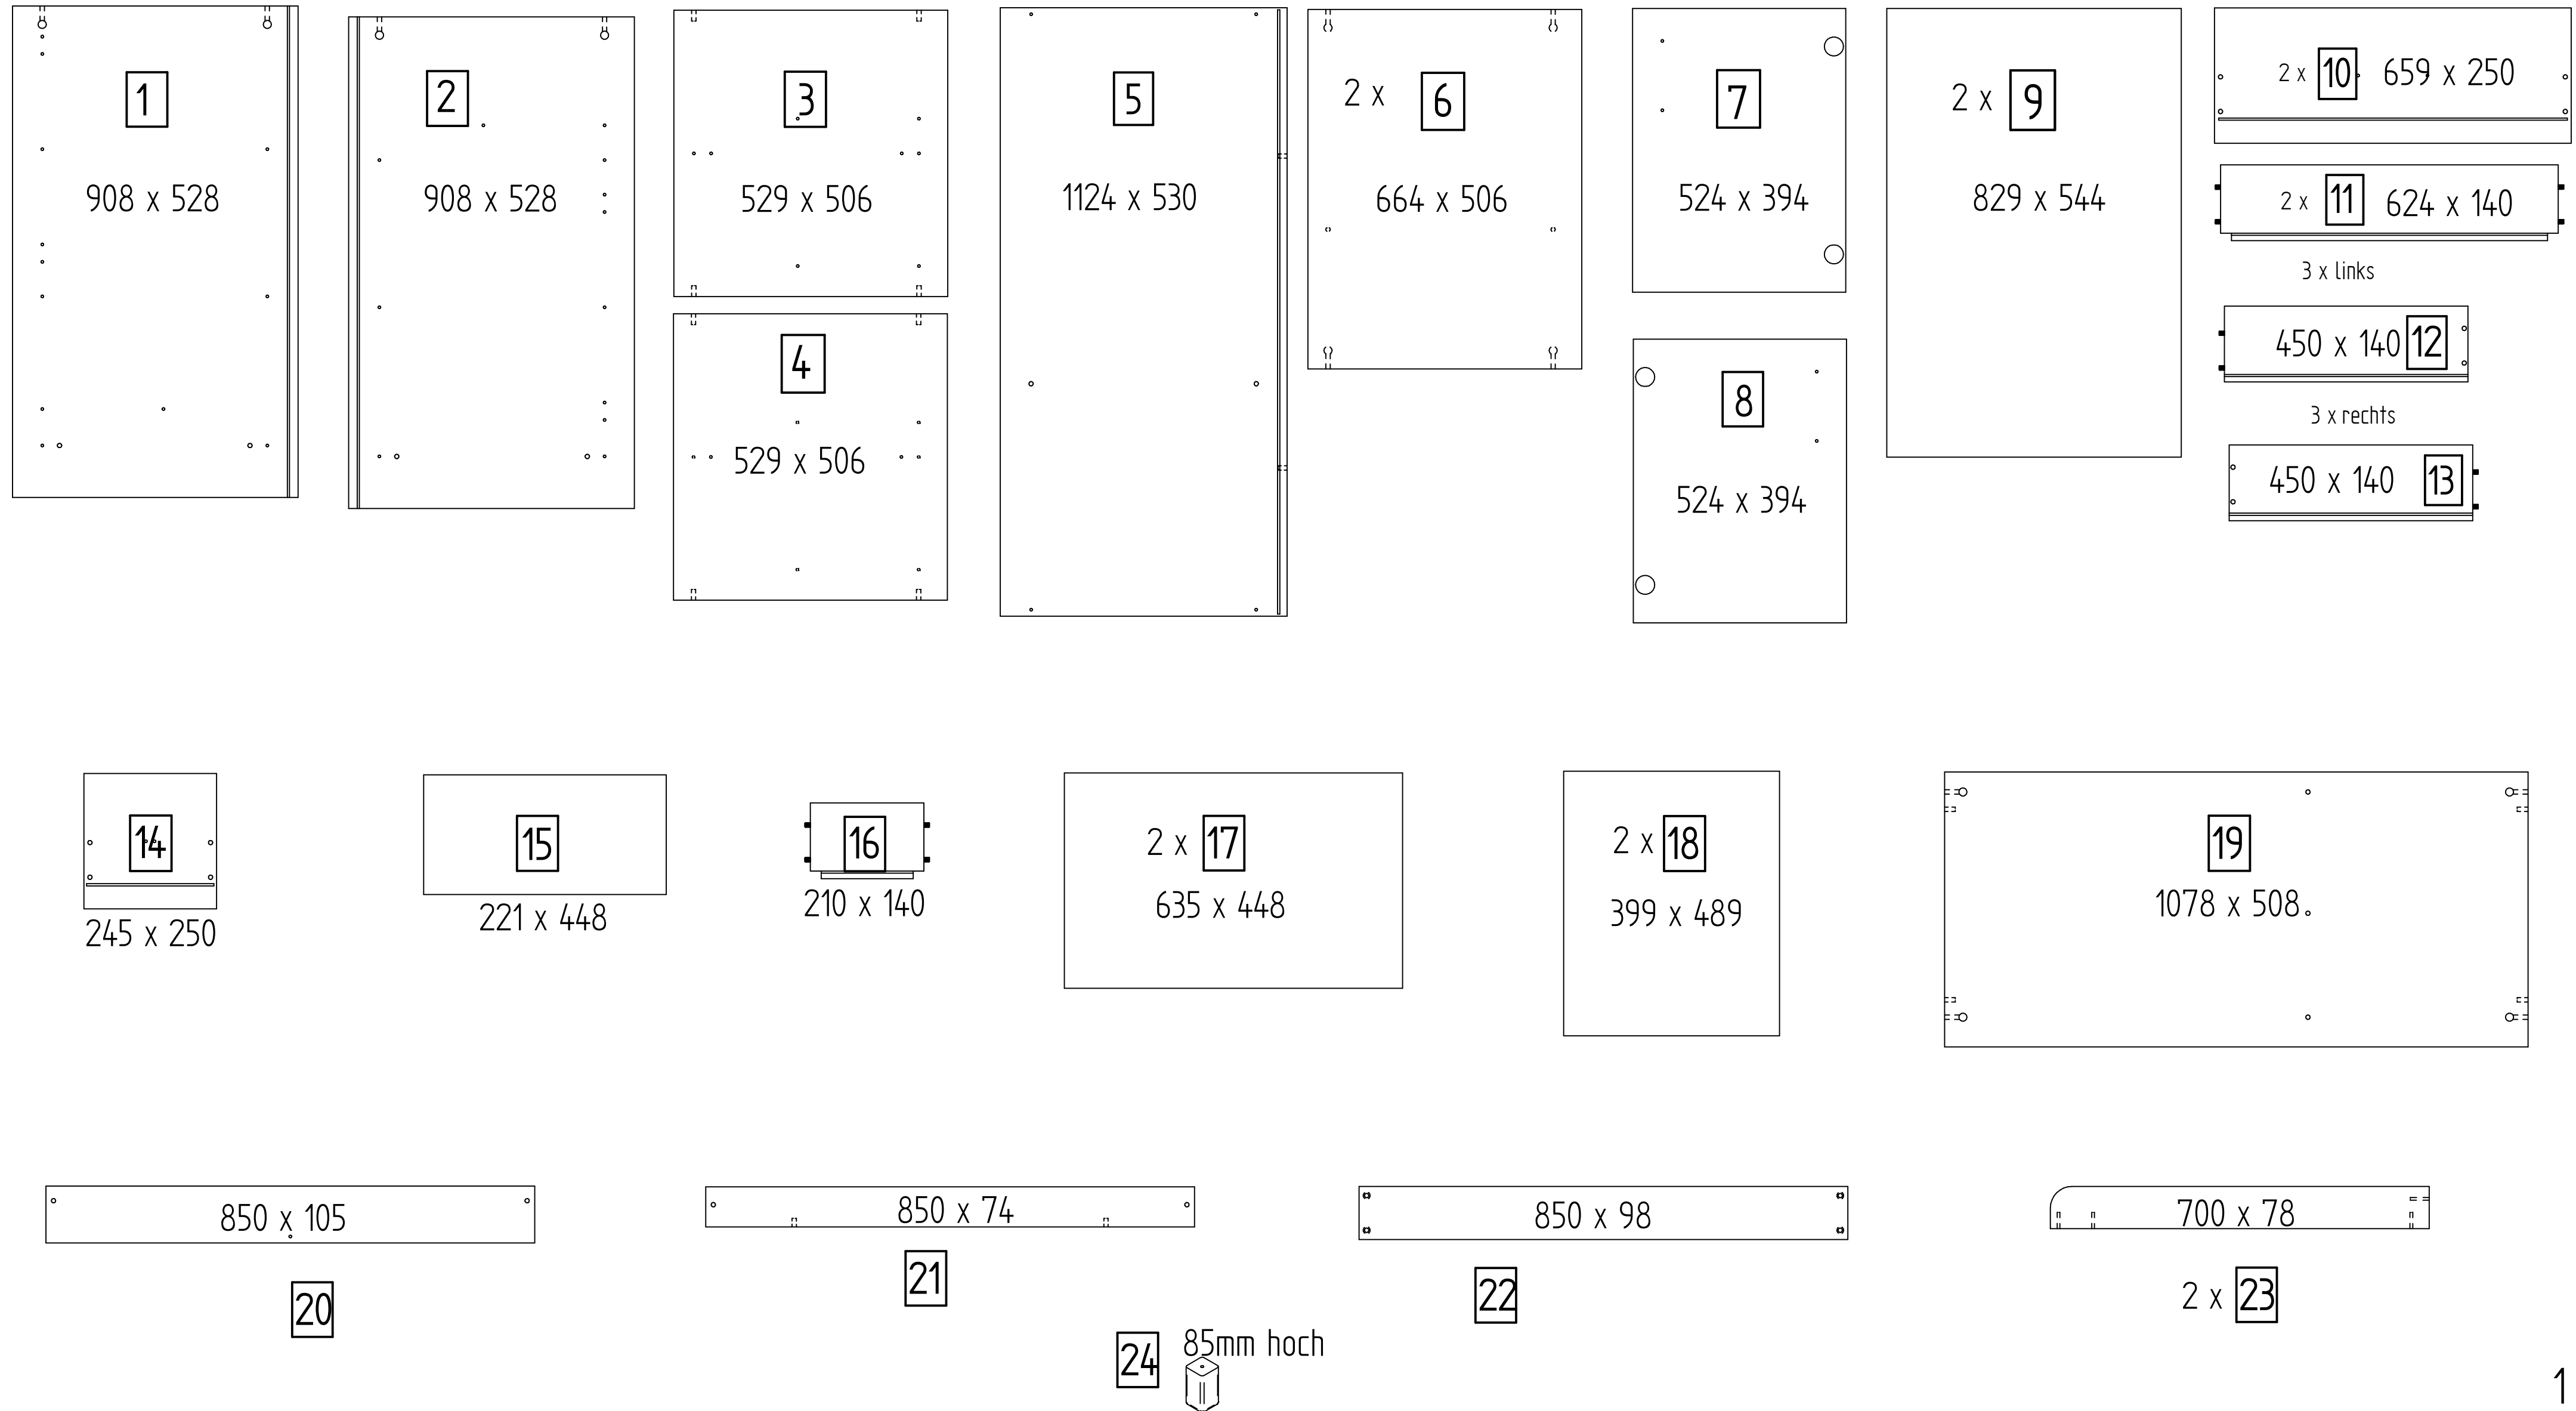 1
908 x 528
2
908 x 528
3
529 x 506
4
529 x 506
5
1124 x 530
2 x 6
664 x 506
7
524 x 394
8
524 x 394
2 x 9
829 x 544
2 x 10 659 x 250
2 x 11 624 x 140
3 x links
450 x 140 12
3 x rechts
450 x 140 13
14
245 x 250
15
221 x 448
16
210 x 140
2 x 17
635 x 448
2 x 18
399 x 489
19
1078 x 508
850 x 105
20
850 x 74
21
850 x 98
22
700 x 78
2 x 23
24 85mm hoch
1